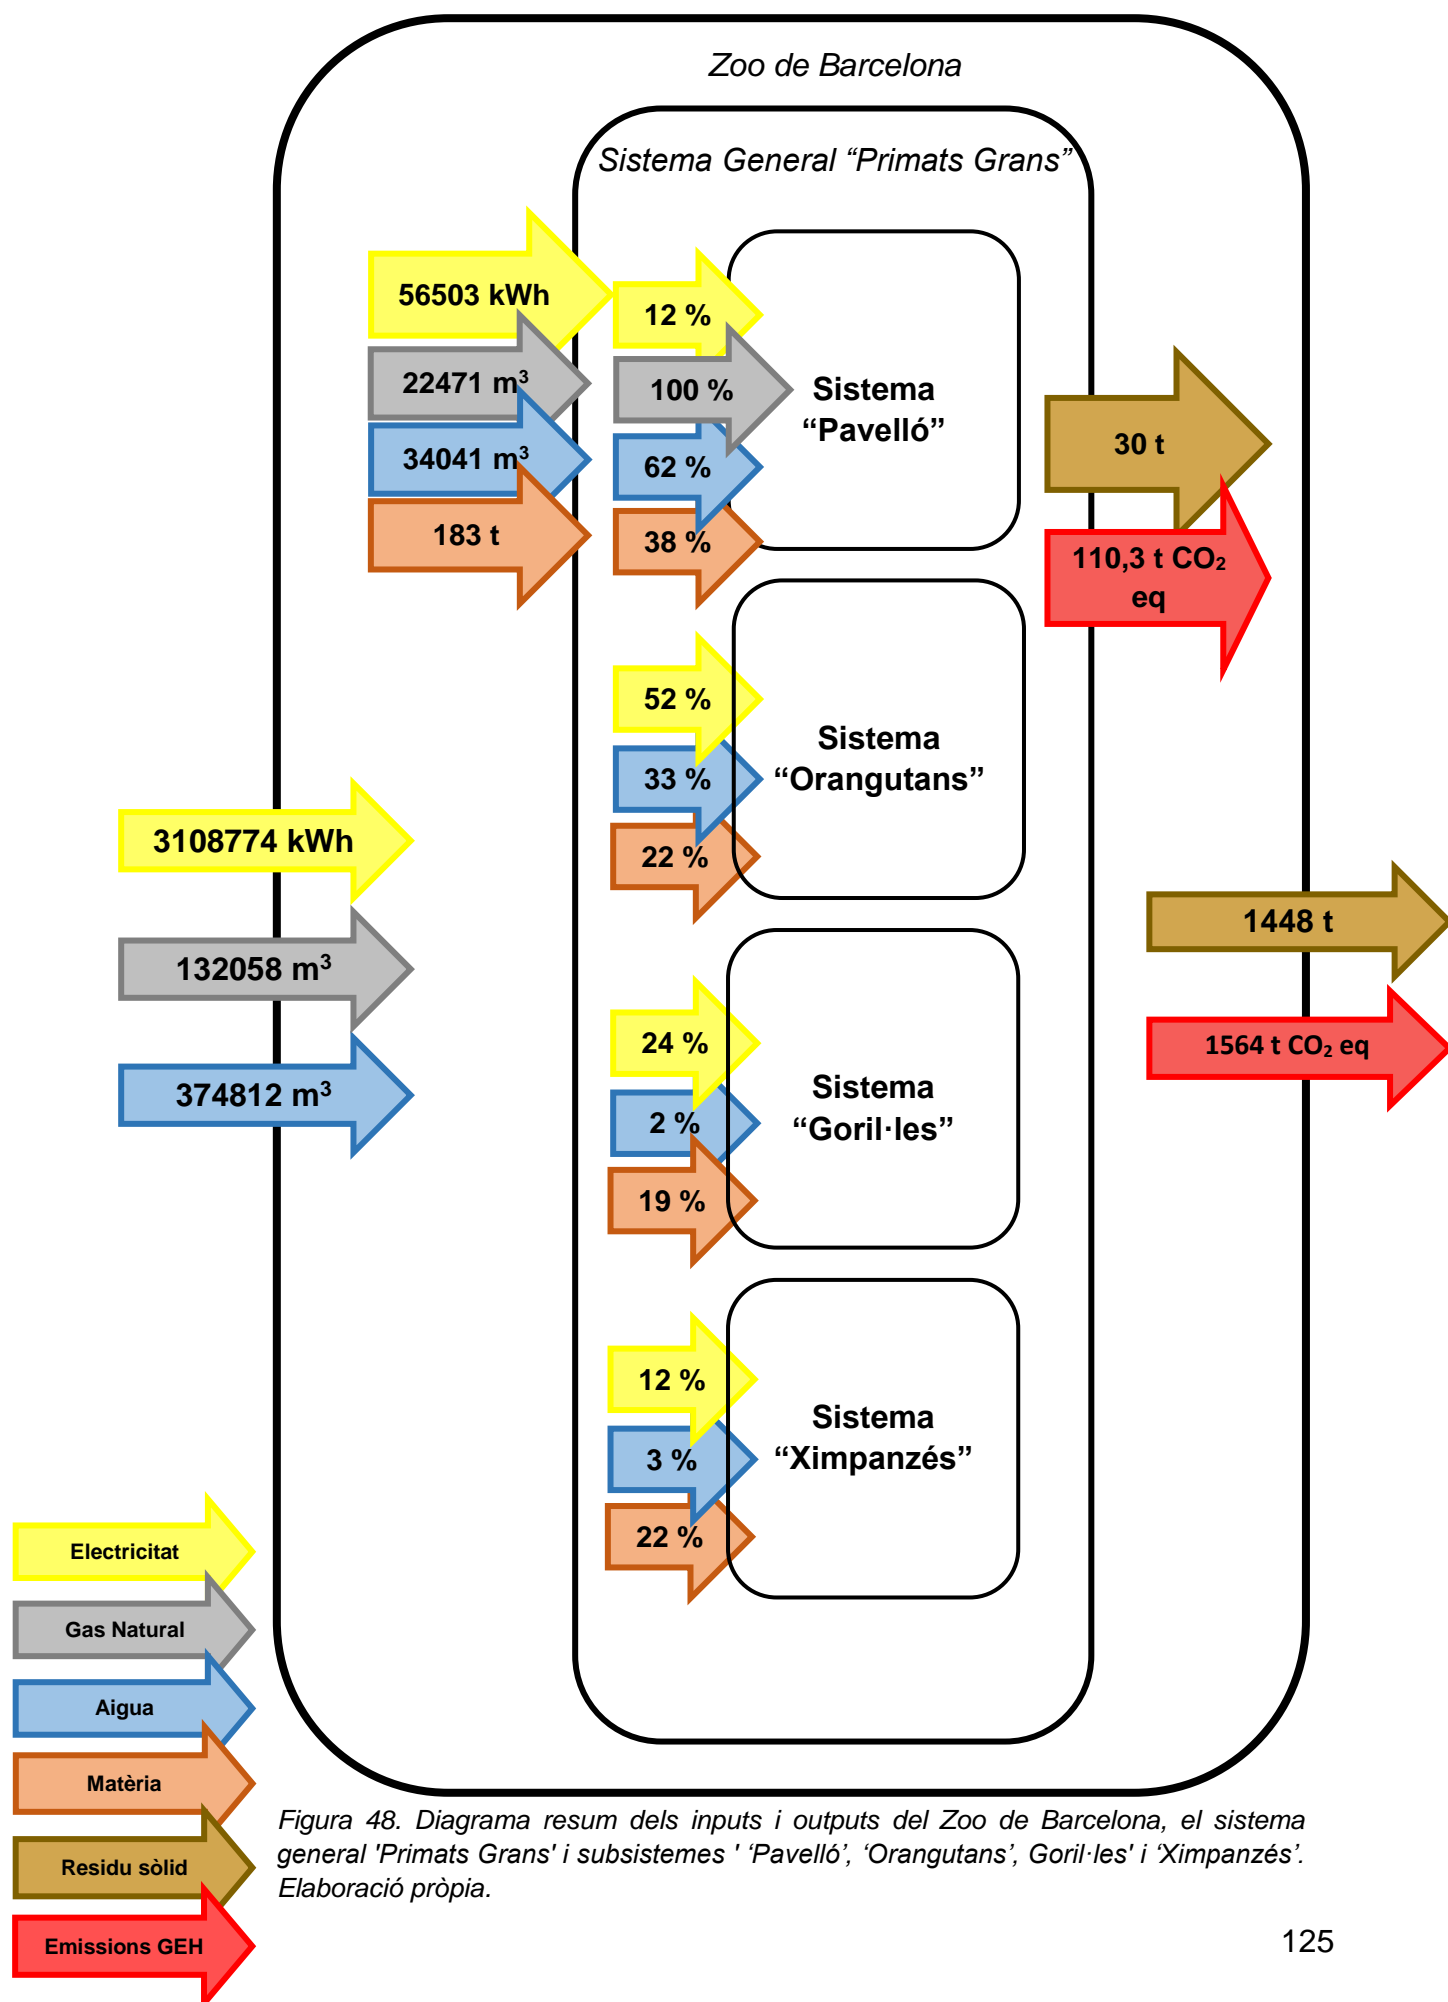 Zoo de Barcelona
Sistema General “Primats Grans”
56503 kWh
22471 m³
34041 m³
183 t
12 %
100 %
62 %
38 %
Sistema
“Pavelló”
30 t
110,3 t CO₂
eq
52 %
33 %
22 %
Sistema
“Orangutans”
3108774 kWh
132058 m³
374812 m³
24 %
2 %
19 %
Sistema
“Goril·les”
1448 t
1564 t CO₂ eq
12 %
3 %
22 %
Sistema
“Ximpanzés”
Electricitat
Gas Natural
Aigua
Matèria
Residu sòlid
Emissions GEH
Figura 48. Diagrama resum dels inputs i outputs del Zoo de Barcelona, el sistema
general 'Primats Grans' i subsistemes ' ‘Pavelló’, ‘Orangutans’, Goril·les' i ‘Ximpanzés’.
Elaboració pròpia.
125